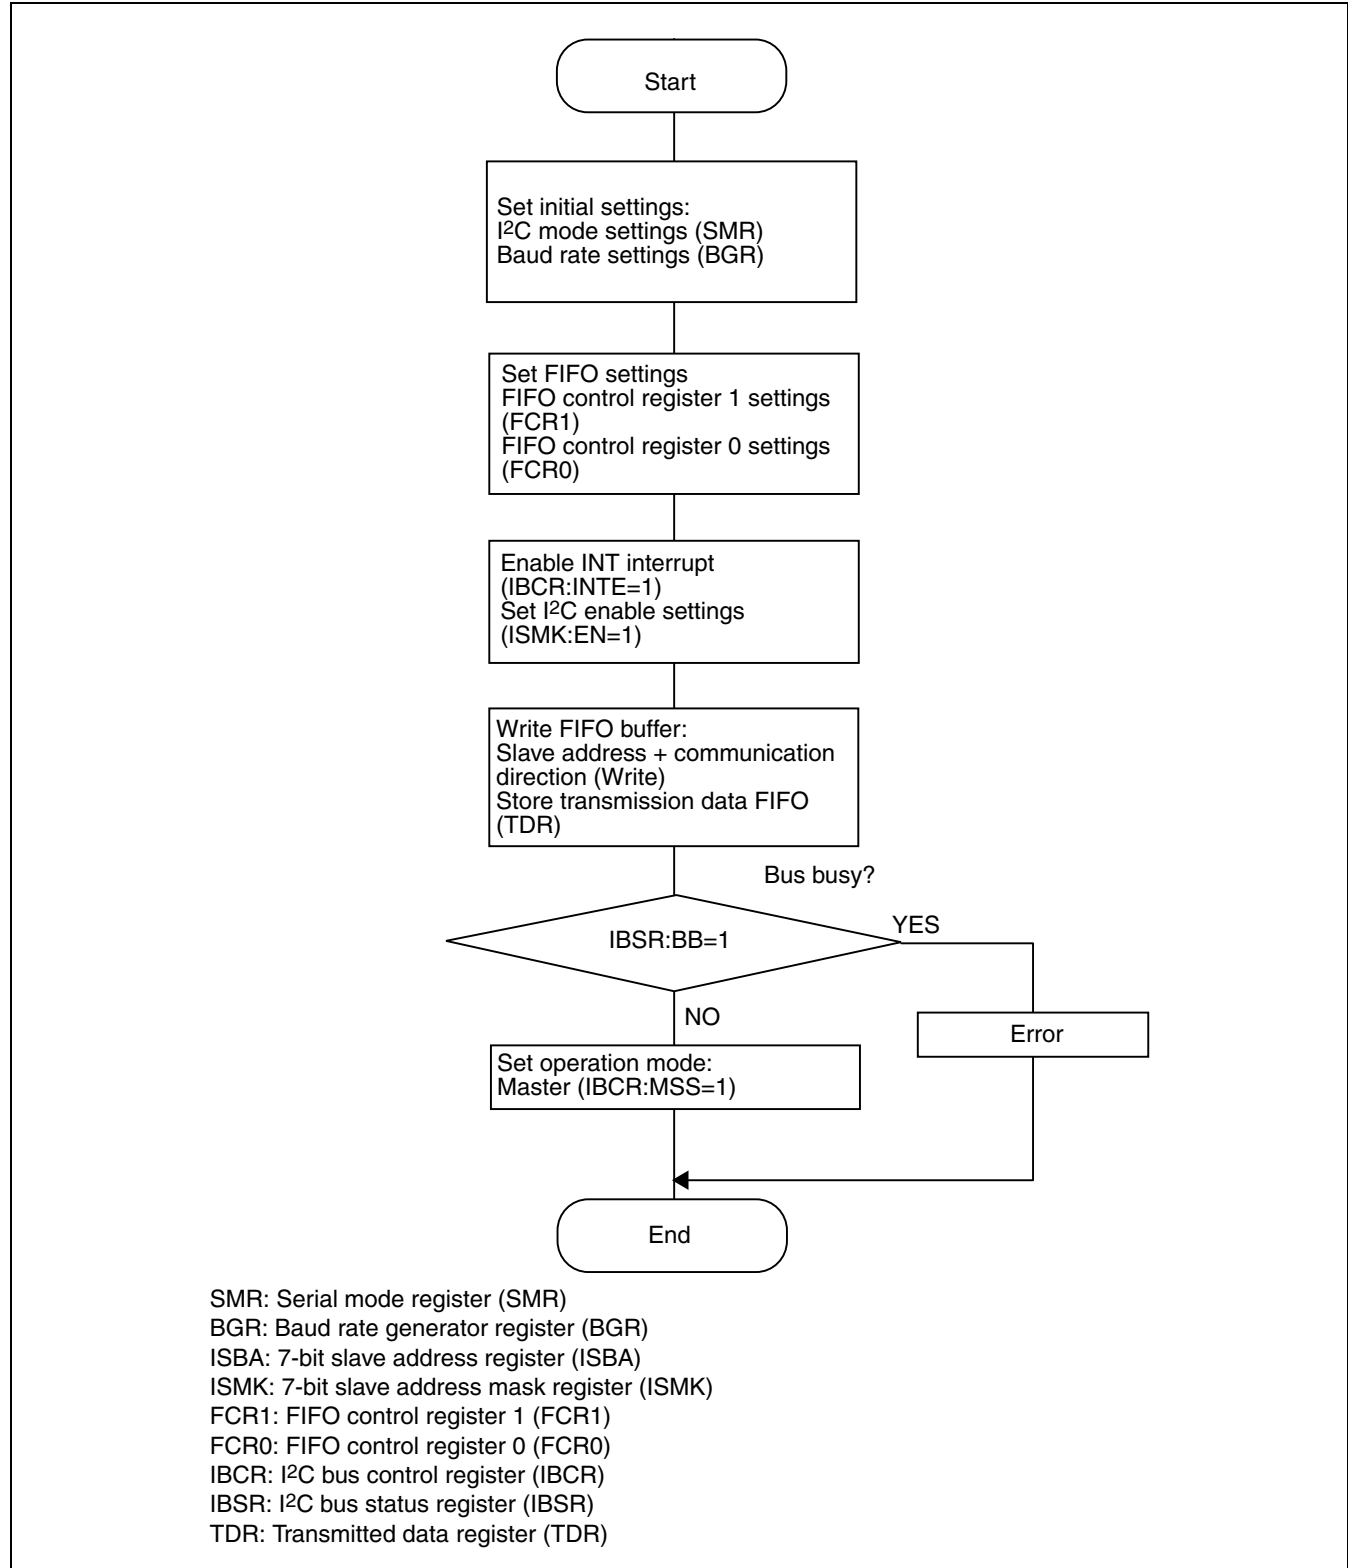 Start
Set initial settings:
I²C mode settings (SMR)
Baud rate settings (BGR)
Set FIFO settings
FIFO control register 1 settings
(FCR1)
FIFO control register 0 settings
(FCR0)
Enable INT interrupt
(IBCR:INTE=1)
Set I²C enable settings
(ISMK:EN=1)
Write FIFO buffer:
Slave address + communication
direction (Write)
Store transmission data FIFO
(TDR)
Bus busy?
YES
IBSR:BB=1
NO
Error
Set operation mode:
Master (IBCR:MSS=1)
End
SMR: Serial mode register (SMR)
BGR: Baud rate generator register (BGR)
ISBA: 7-bit slave address register (ISBA)
ISMK: 7-bit slave address mask register (ISMK)
FCR1: FIFO control register 1 (FCR1)
FCR0: FIFO control register 0 (FCR0)
IBCR: I²C bus control register (IBCR)
IBSR: I²C bus status register (IBSR)
TDR: Transmitted data register (TDR)